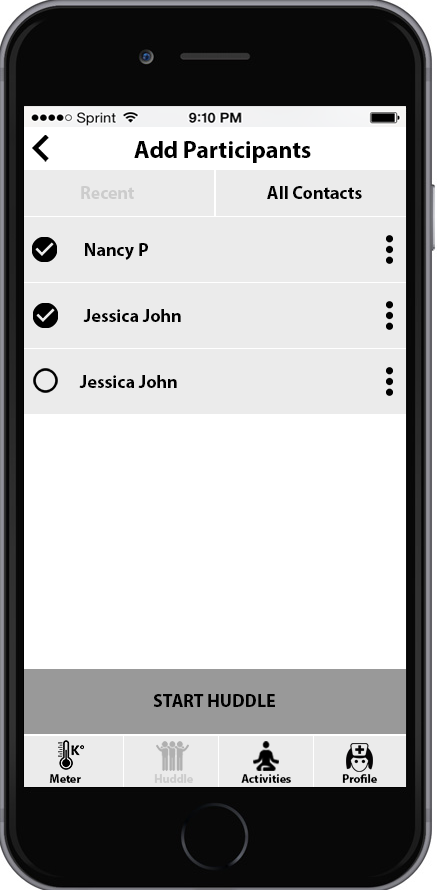 Sprint 9:10 PM
Add Participants
Recent All Contacts
Nancy P
Jessica John
Jessica John
START HUDDLE
K°
Meter Huddle Activities Profile